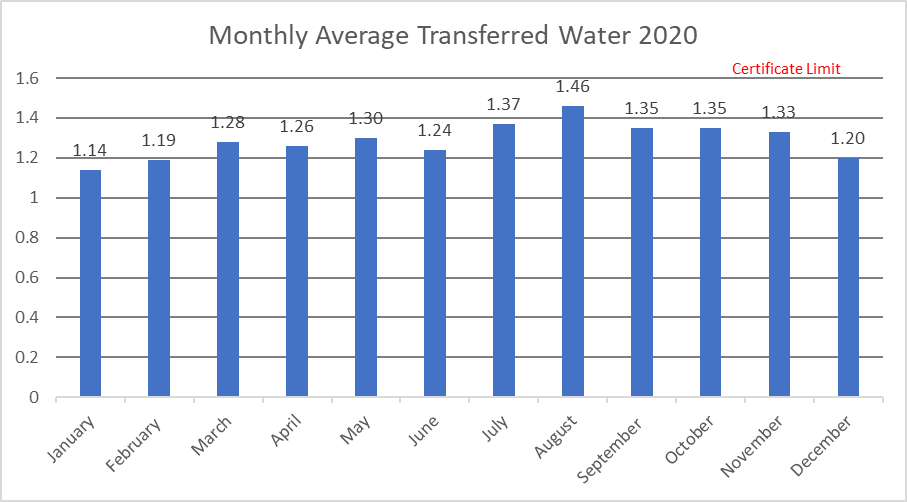 Monthly Average Transferred Water 2020
Certificate Limit
1.6
1.4
1.2
1
0.8
0.6
0.4
0.2
0
1.14
1.19
1.28
1.26
1.30
1.24
1.37
1.46
1.35
1.35
1.33
1.20
January
February
March
April
May
June
July
August
September
October
November
December